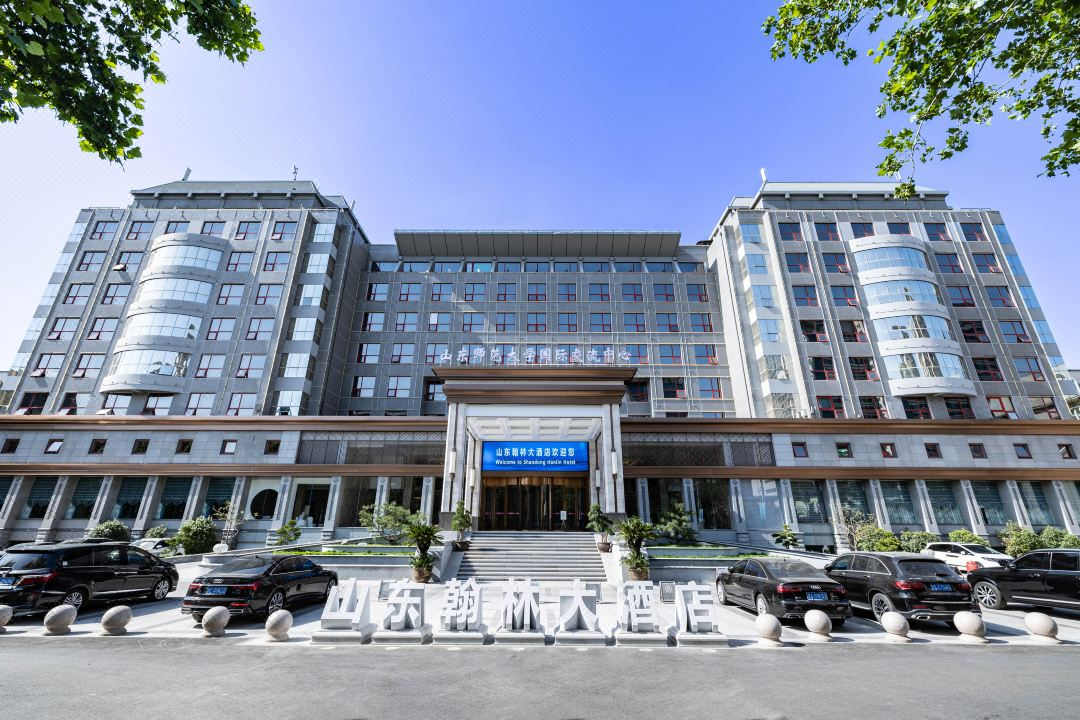 山东师范大学国际交流中心
山东翰林大酒店欢迎您
Welcome to Shandong Hanlin Hotel
山东翰林大酒店